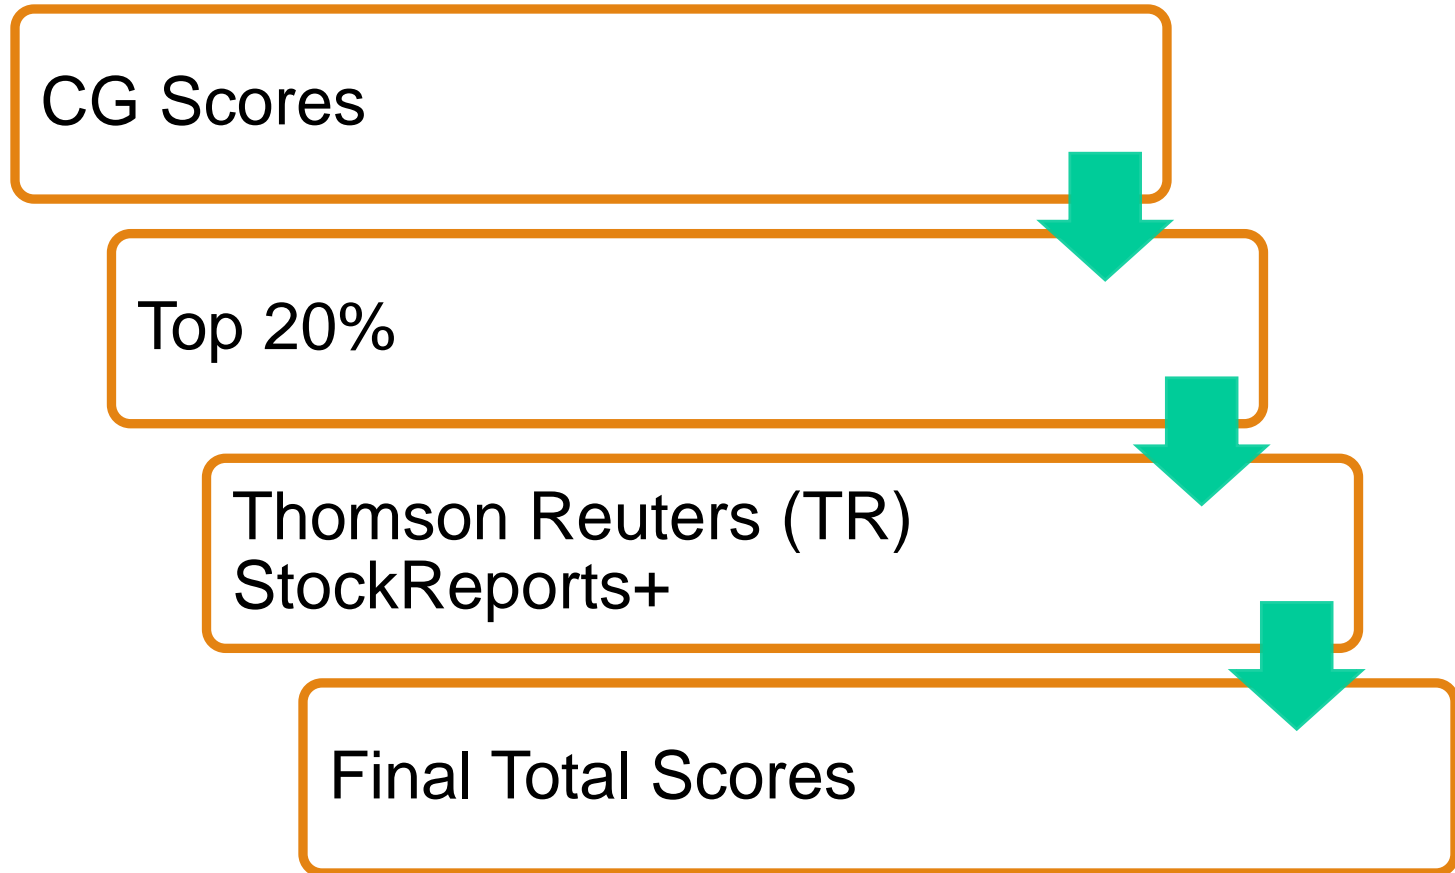 CG Scores
Top 20%
Thomson Reuters (TR)
StockReports+
Final Total Scores